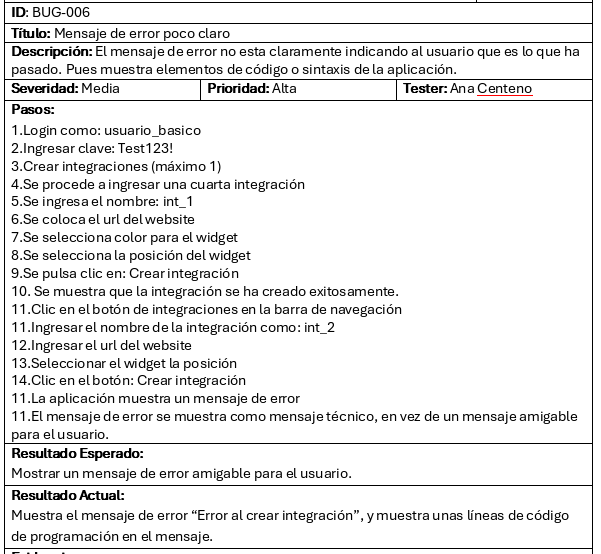 ID: BUG-006
Título: Mensaje de error poco claro
Descripción: El mensaje de error no esta claramente indicando al usuario que es lo que ha
pasado. Pues muestra elementos de código o sintaxis de la aplicación.
Severidad: Media Prioridad: Alta Tester: Ana Centeno
Pasos:
1.Login como: usuario_basico
2.Ingresar clave: Test123!
3.Crear integraciones (máximo 1)
4.Se procede a ingresar una cuarta integración
5.Se ingresa el nombre: int_1
6.Se coloca el url del website
7.Se selecciona color para el widget
8.Se selecciona la posición del widget
9.Se pulsa clic en: Crear integración
10. Se muestra que la integración se ha creado exitosamente.
11.Clic en el botón de integraciones en la barra de navegación
11.Ingresar el nombre de la integración como: int_2
12.Ingresar el url del website
13.Seleccionar el widget la posición
14.Clic en el botón: Crear integración
11.La aplicación muestra un mensaje de error
11.El mensaje de error se muestra como mensaje técnico, en vez de un mensaje amigable
para el usuario.
Resultado Esperado:
Mostrar un mensaje de error amigable para el usuario.
Resultado Actual:
Muestra el mensaje de error “Error al crear integración”, y muestra unas líneas de código
de programación en el mensaje.